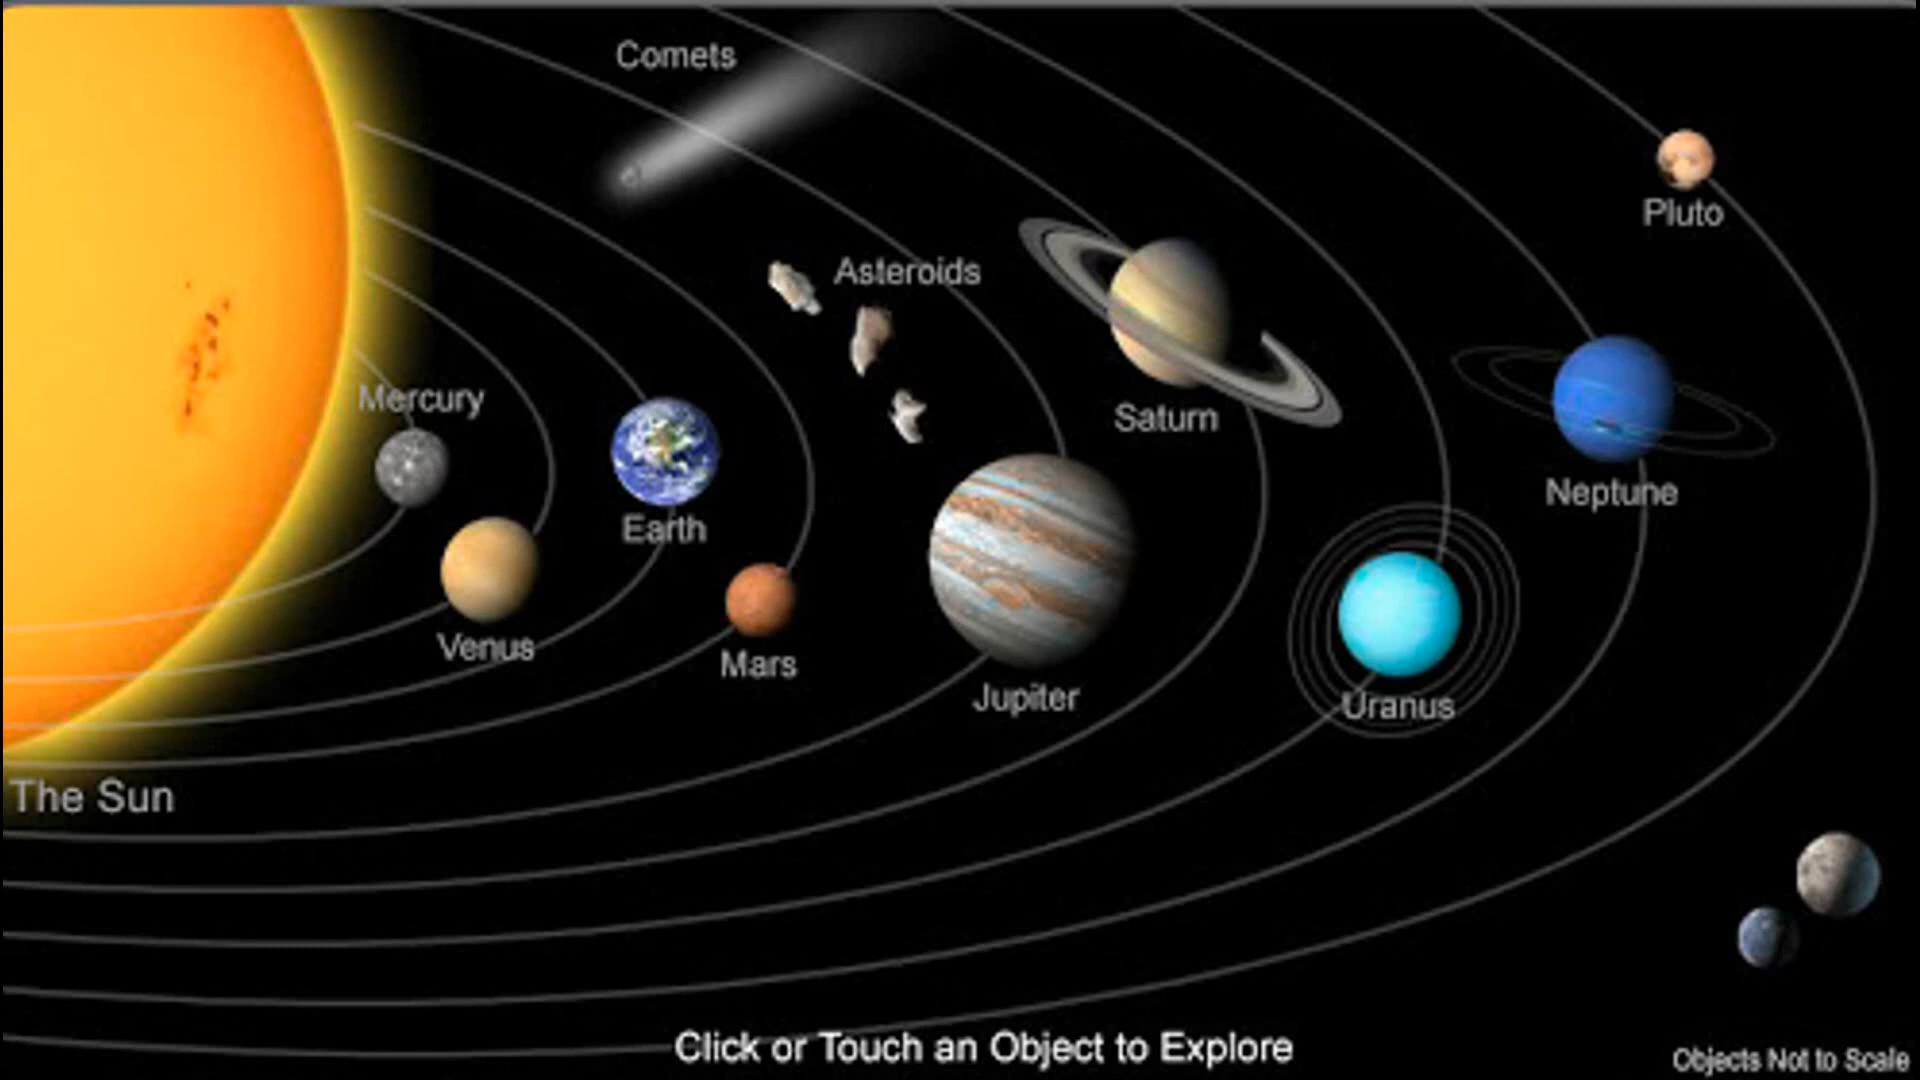 Comets
Pluto
Asteroids
Mercury
Saturn
Neptune
Earth
Venus
Mars
Jupiter
Uranus
The Sun
Click or Touch an Object to Explore
Objects Not to Scale